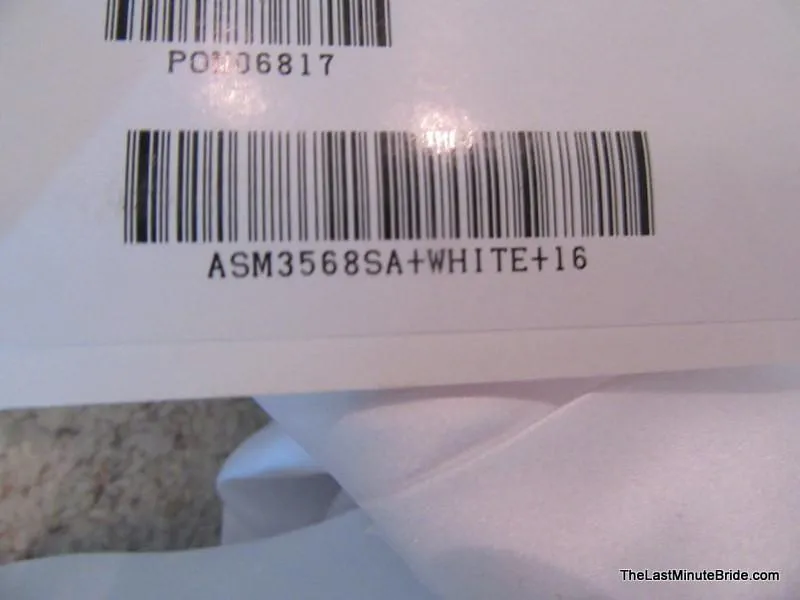 PON06817
ASM3568SA+WHITE+16
TheLastMinuteBride.com